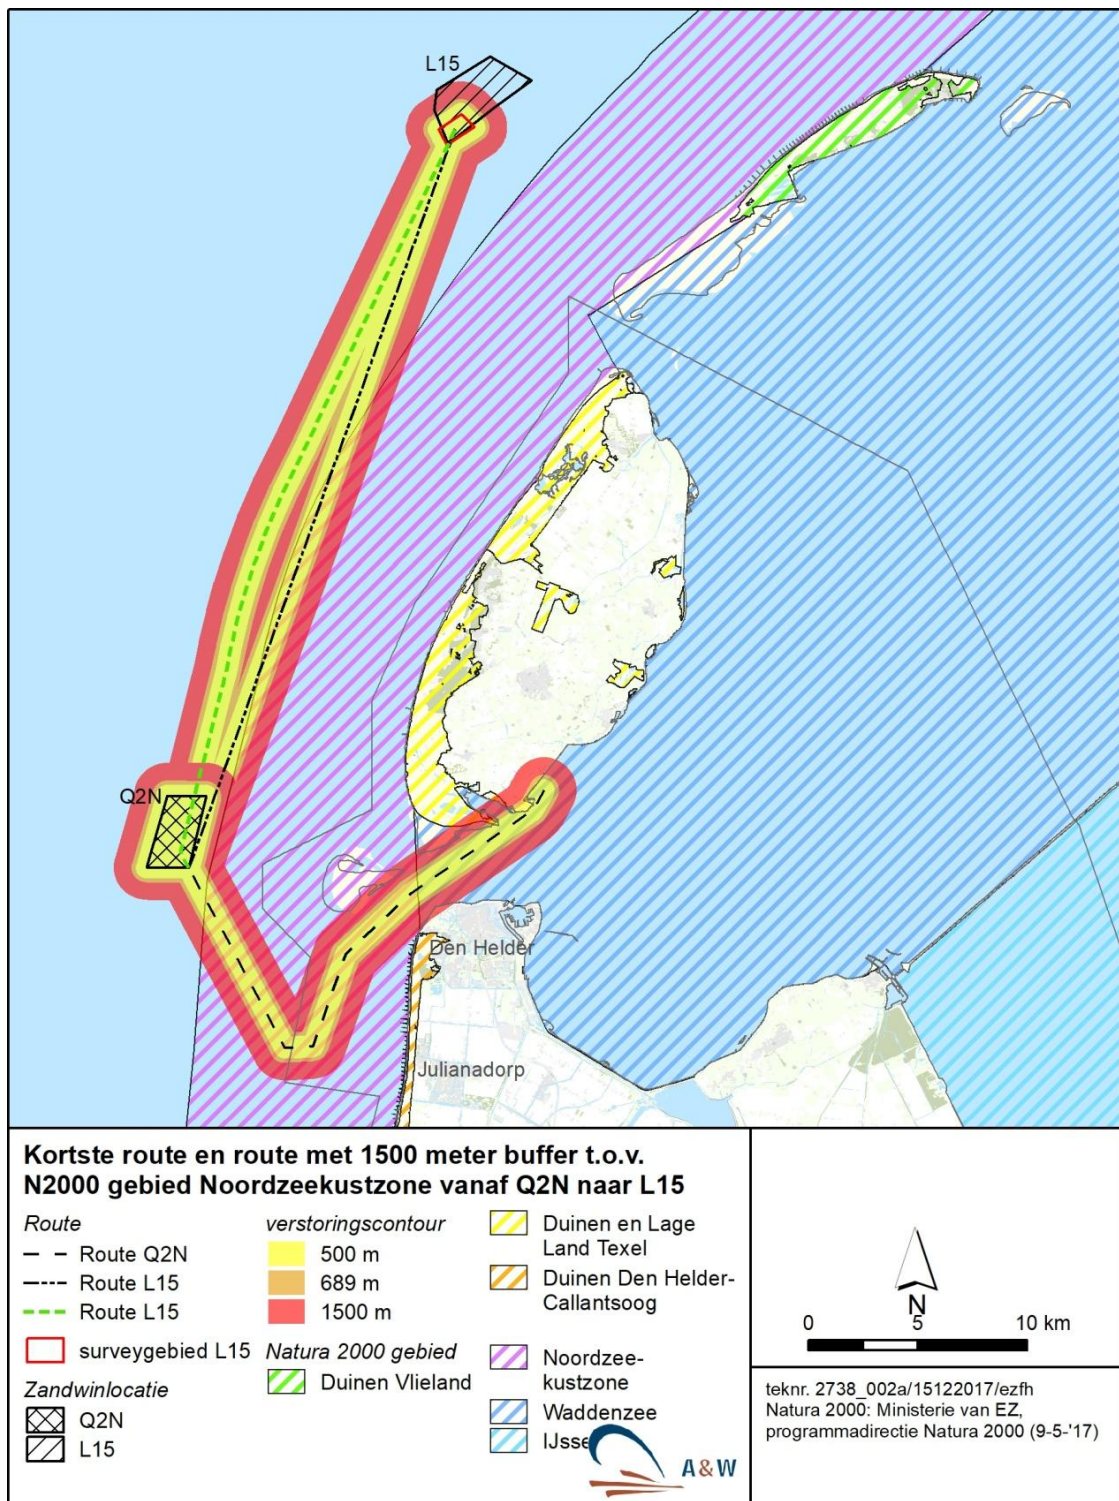 L15
Q2N
Den Helder
Julianadorp
Kortste route en route met 1500 meter buffer t.o.v.
N2000 gebied Noordzeekustzone vanaf Q2N naar L15
Route
Route Q2N
Route L15
Route L15
surveygebied L15
Zandwinlocatie
Q2N
L15
verstoringscontour
500 m
689 m
1500 m
Natura 2000 gebied
Duinen Vlieland
Duinen en Lage
Land Texel
Duinen Den Helder-
Callantsoog
Noordzee-
kustzone
Waddenzee
IJsse
A&W
N
0 5 10 km
teknr. 2738_002a/15122017/ezfh
Natura 2000: Ministerie van EZ,
programmadirectie Natura 2000 (9-5-'17)